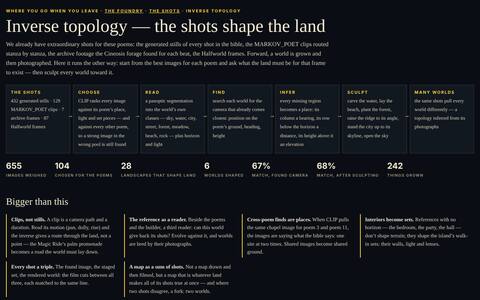 WHERE YOU GO WHEN YOU LEAVE · THE FOUNDRY · THE SHOTS · INVERSE TOPOLOGY
Inverse topology — the shots shape the land
We already have extraordinary shots for these poems: the generated stills of every shot in the bible, the MARKOV_POET clips routed
stanza by stanza, the archive footage the Cinéosis forage found for each beat, the Hallworld frames. Forward, a world is grown and
then photographed. Here it runs the other way: start from the best images for each poem and ask what the land must be for that frame
to exist — then sculpt every world toward it.
THE SHOTS
432 generated stills · 129
MARKOV_POET clips · 7
archive frames · 87
Hallworld frames
→
CHOOSE
CLIP ranks every image
against its poem's place,
light and set pieces — and
against every other poem,
so a strong image in the
wrong pool is still found
→
READ
a panoptic segmentation
into the world's own
classes — sky, water, city,
street, forest, meadow,
beach, rock — plus horizon
and light
→
FIND
search each world for the
camera that already comes
closest: position on the
poem's ground, heading,
height
→
INFER
every missing region
becomes a place: its
column a bearing, its row
below the horizon a
distance, its height above it
an elevation
→
SCULPT
carve the water, lay the
beach, plant the forest,
raise the ridge to its angle,
stand the city up to its
skyline, open the sky
→
MANY WORLDS
the same shots pull every
world differently — a
topology inferred from its
photographs
655
IMAGES WEIGHED
104
CHOSEN FOR THE POEMS
28
LANDSCAPES THAT SHAPE LAND
6
WORLDS SHAPED
67%
MATCH, FOUND CAMERA
68%
MATCH, AFTER SCULPTING
242
THINGS GROWN
Bigger than this
Clips, not stills. A clip is a camera path and a
duration. Read its motion (pan, dolly, rise) and
the inverse gives a route through the land, not a
point — the Magic Ride's palm promenade
becomes a road the world must lay down.
The reference as a reader. Beside the poems
and the builder, a third reader: can this world
give back its shots? Evolve against it, and worlds
are bred by their photographs.
Cross-poem finds are places. When CLIP pulls
the same chapel image for poem 3 and poem 11,
the images are saying what the bible says: one
site at two times. Shared images become shared
ground.
Interiors become sets. References with no
horizon — the bedroom, the party, the hall —
don't shape terrain; they shape the island's walk-
in sets; their walls, light and lenses.
Every shot a triple. The found image, the staged
set, the rendered world: the film cuts between all
three, each matched to the same line.
A map as a sum of shots. Not a map down and
then filmed, but a map that is whatever land
makes all of its shots true at once — and where
two shots disagree, a fork: two worlds.